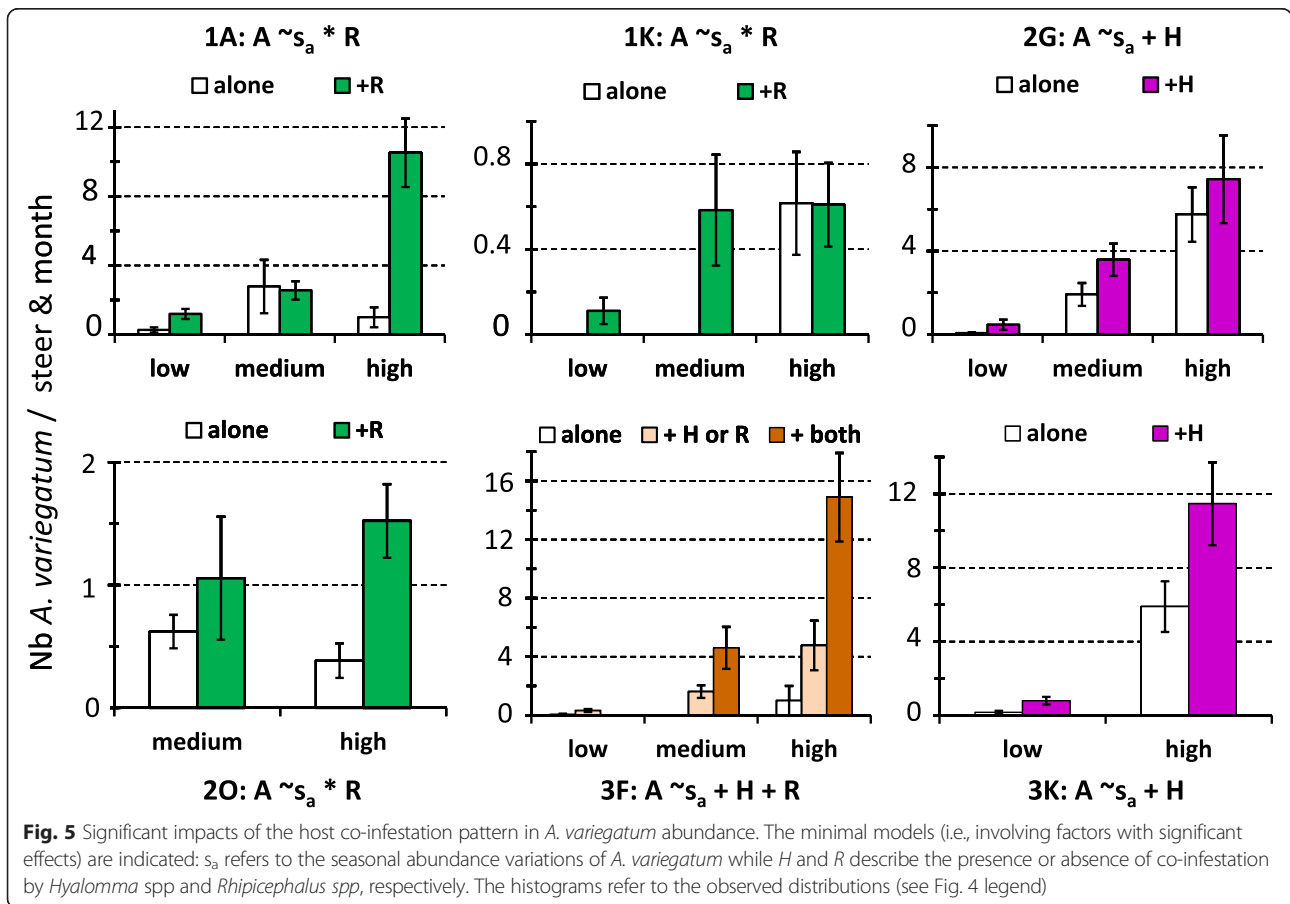 1A: A ~sa * R
alone +R
12
8
4
0
low medium high
1K: A ~sa * R
alone +R
0.8
0.4
0
low medium high
2G: A ~sa + H
alone +H
8
4
0
low medium high
Nb A. variegatum / steer & month
alone +R
2
1
0
medium high
2O: A ~sa * R
alone + H or R + both
16
12
8
4
0
low medium high
3F: A ~sa + H + R
alone +H
12
8
4
0
low high
3K: A ~sa + H
Fig. 5 Significant impacts of the host co-infestation pattern in A. variegatum abundance. The minimal models (i.e., involving factors with significant
effects) are indicated: sa refers to the seasonal abundance variations of A. variegatum while H and R describe the presence or absence of co-infestation
by Hyalomma spp and Rhipicephalus spp, respectively. The histograms refer to the observed distributions (see Fig. 4 legend)